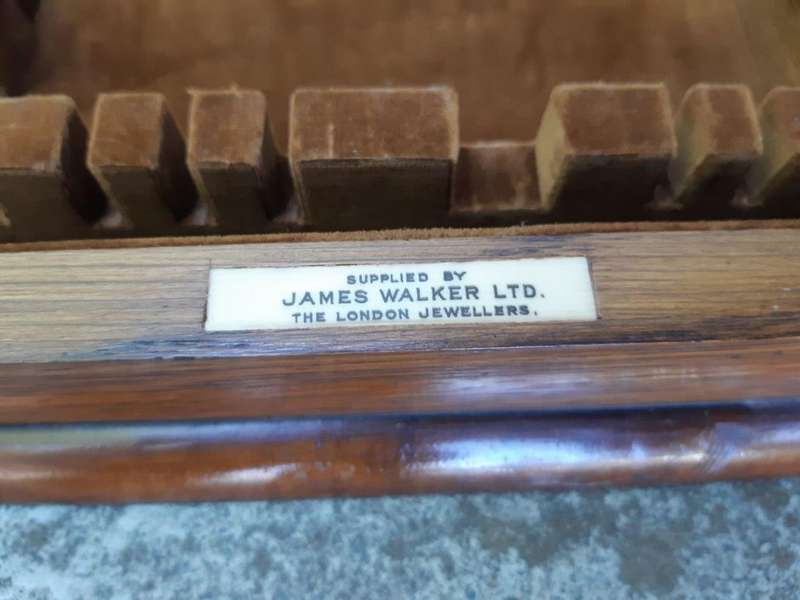 SUPPLIED BY
JAMES WALKER LTD.
THE LONDON JEWELLERS.